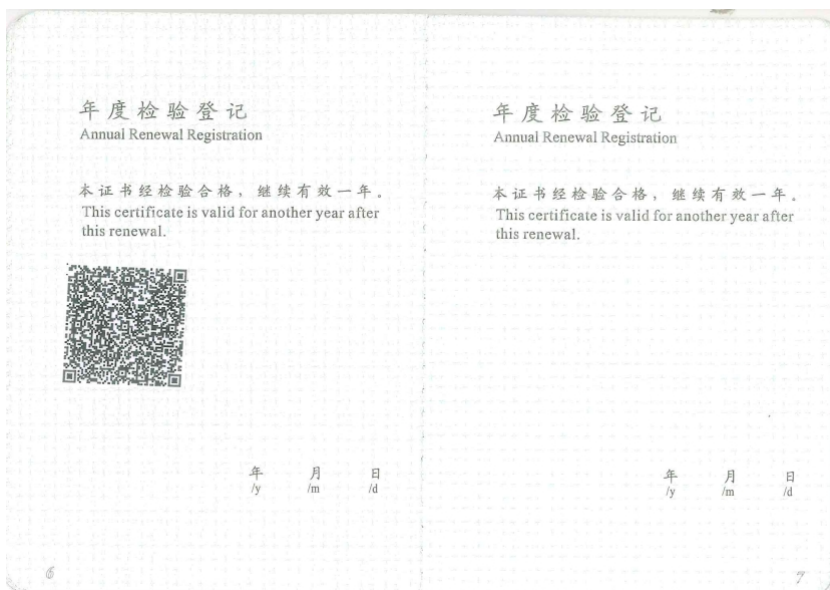 年度检验登记
Annual Renewal Registration
本证书经检验合格，继续有效一年。
This certificate is valid for another year after
this renewal.
年 月 日
/y /m /d
6
年度检验登记
Annual Renewal Registration
本证书经检验合格，继续有效一年。
This certificate is valid for another year after
this renewal.
年 月 日
/y /m /d
7